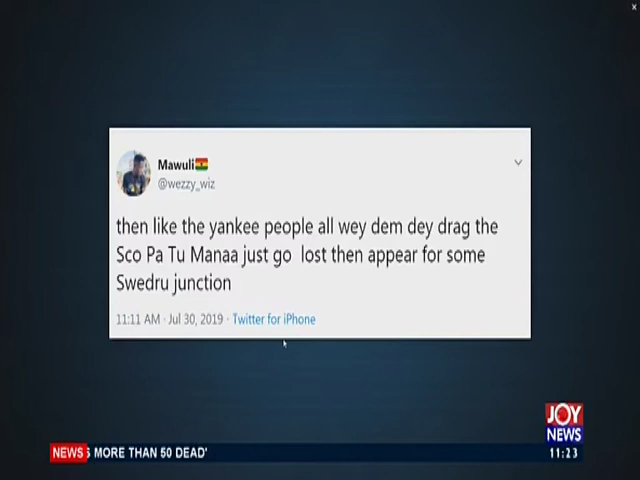 x
Mawuli🇬🇭
@wezzy_wiz
then like the yankee people all wey dem dey drag the
Sco Pa Tu Manaa just go lost then appear for some
Swedru junction
11:11 AM · Jul 30, 2019 · Twitter for iPhone
JOY
NEWS
NEWS S MORE THAN 50 DEAD'
11:23